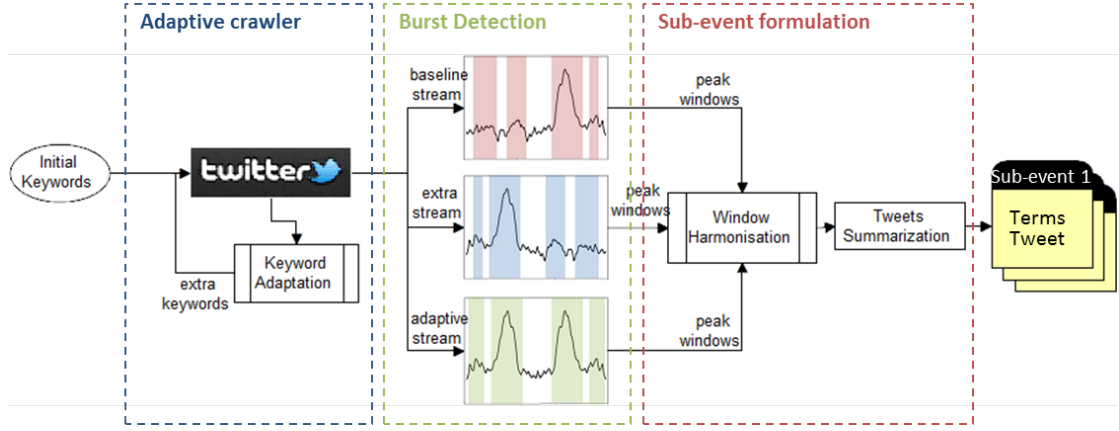 Adaptive crawler
Burst Detection
Sub-event formulation
Initial
Keywords
twitter
Keyword
Adaptation
extra
keywords
baseline
stream
extra
stream
adaptive
stream
peak
windows
peak
windows
peak
windows
Window
Harmonisation
Tweets
Summarization
Sub-event 1
Terms
Tweet